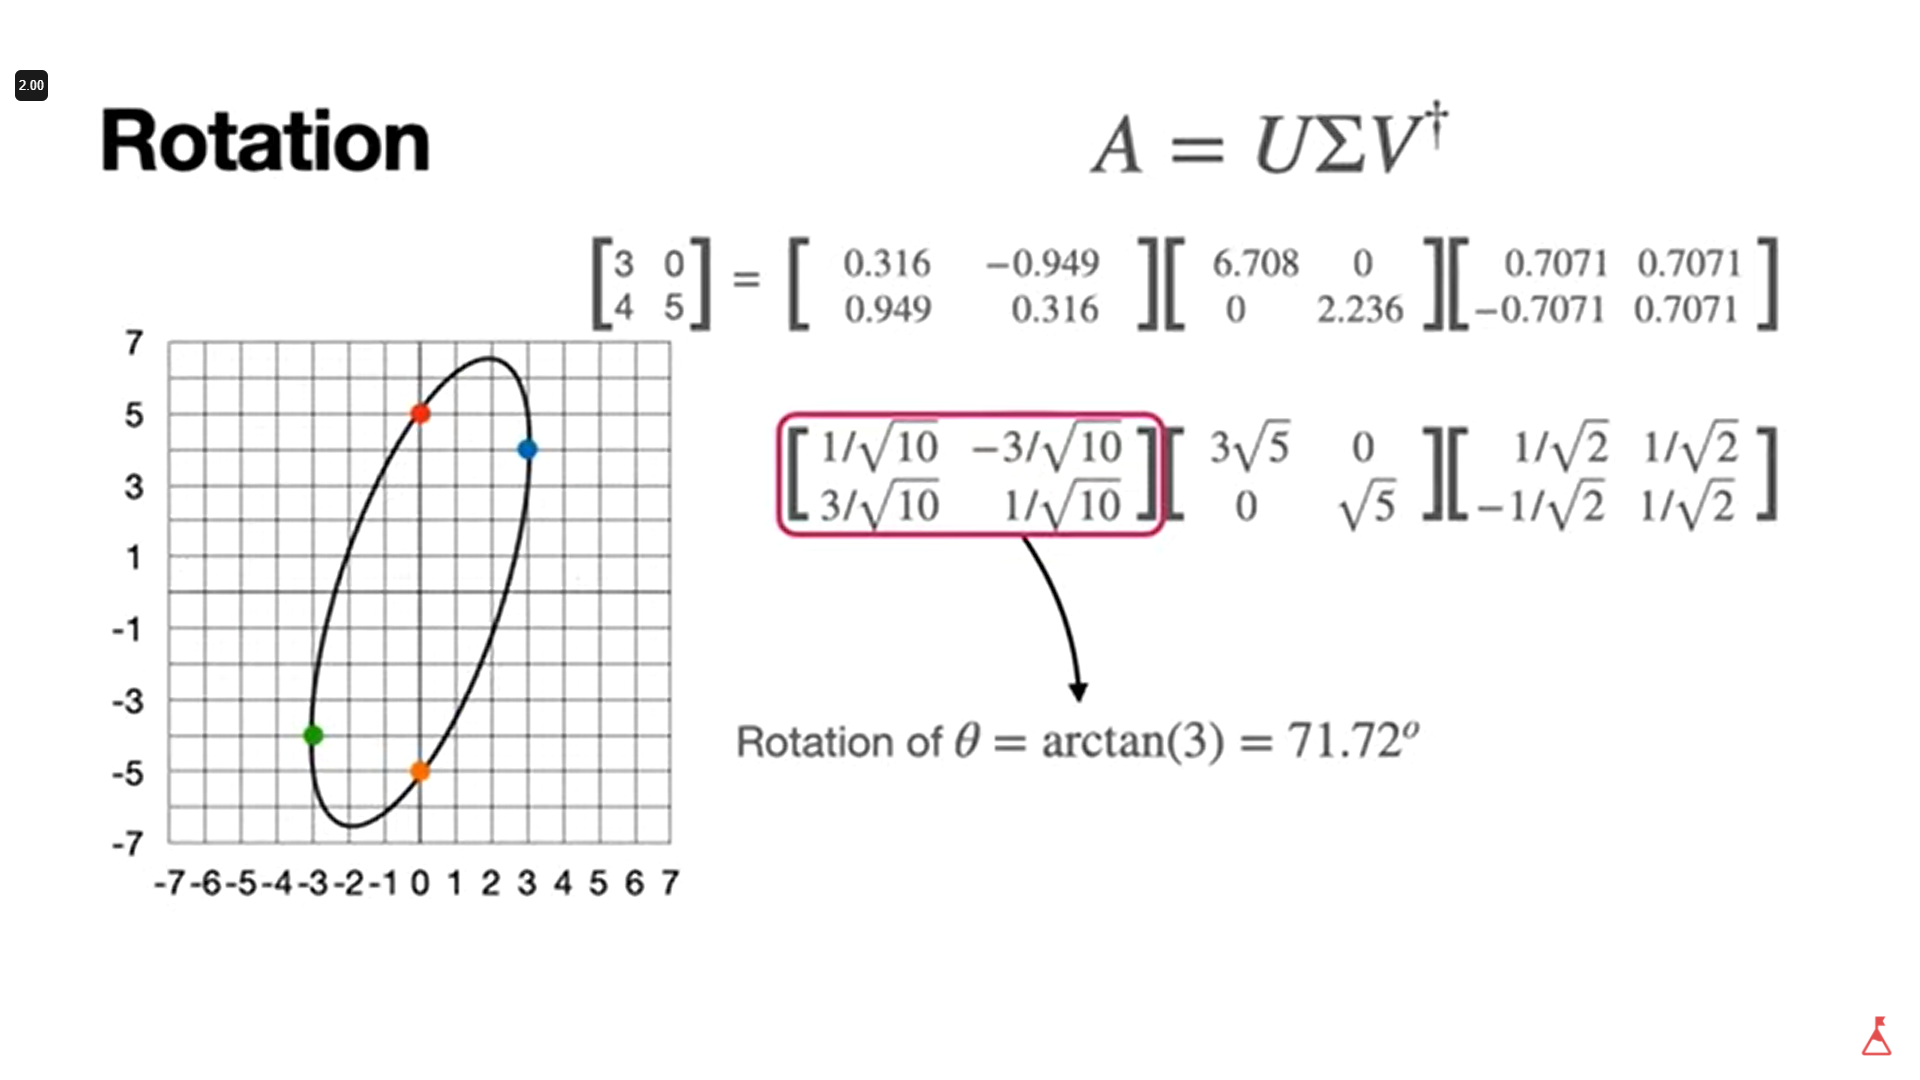 2.00
Rotation
A = UΣV†
[3 0; 4 5] = [0.316 −0.949; 0.949 0.316] [6.708 0; 0 2.236] [0.7071 0.7071; −0.7071 0.7071]
[1/√10 −3/√10; 3/√10 1/√10] [3√5 0; 0 √5] [1/√2 1/√2; −1/√2 1/√2]
Rotation of θ = arctan(3) = 71.72º
7
5
3
1
-1
-3
-5
-7
-7 -6 -5 -4 -3 -2 -1 0 1 2 3 4 5 6 7